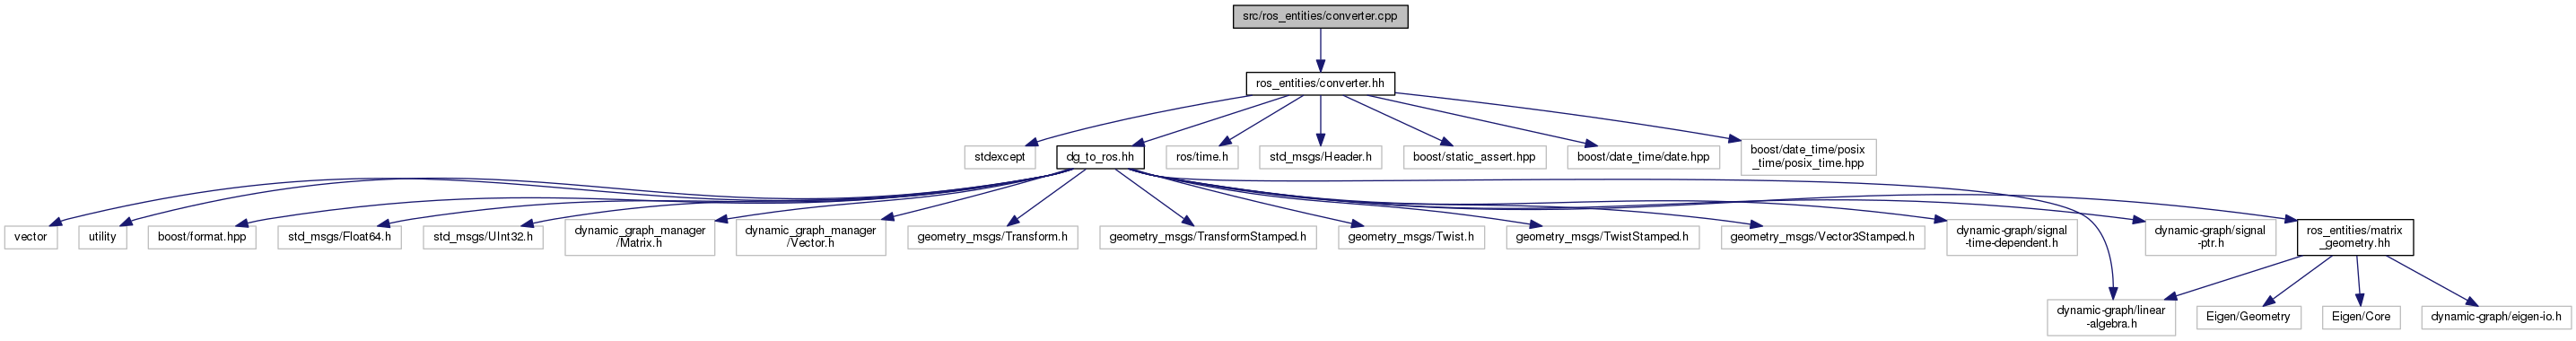 src/ros_entities/converter.cpp
ros_entities/converter.hh
stdexcept
dg_to_ros.hh
ros/time.h
std_msgs/Header.h
boost/static_assert.hpp
boost/date_time/date.hpp
boost/date_time/posix
_time/posix_time.hpp
vector
utility
boost/format.hpp
std_msgs/Float64.h
std_msgs/UInt32.h
dynamic_graph_manager
/Matrix.h
dynamic_graph_manager
/Vector.h
geometry_msgs/Transform.h
geometry_msgs/TransformStamped.h
geometry_msgs/Twist.h
geometry_msgs/TwistStamped.h
geometry_msgs/Vector3Stamped.h
dynamic-graph/signal
-time-dependent.h
dynamic-graph/signal
-ptr.h
ros_entities/matrix
_geometry.hh
dynamic-graph/linear
-algebra.h
Eigen/Geometry
Eigen/Core
dynamic-graph/eigen-io.h